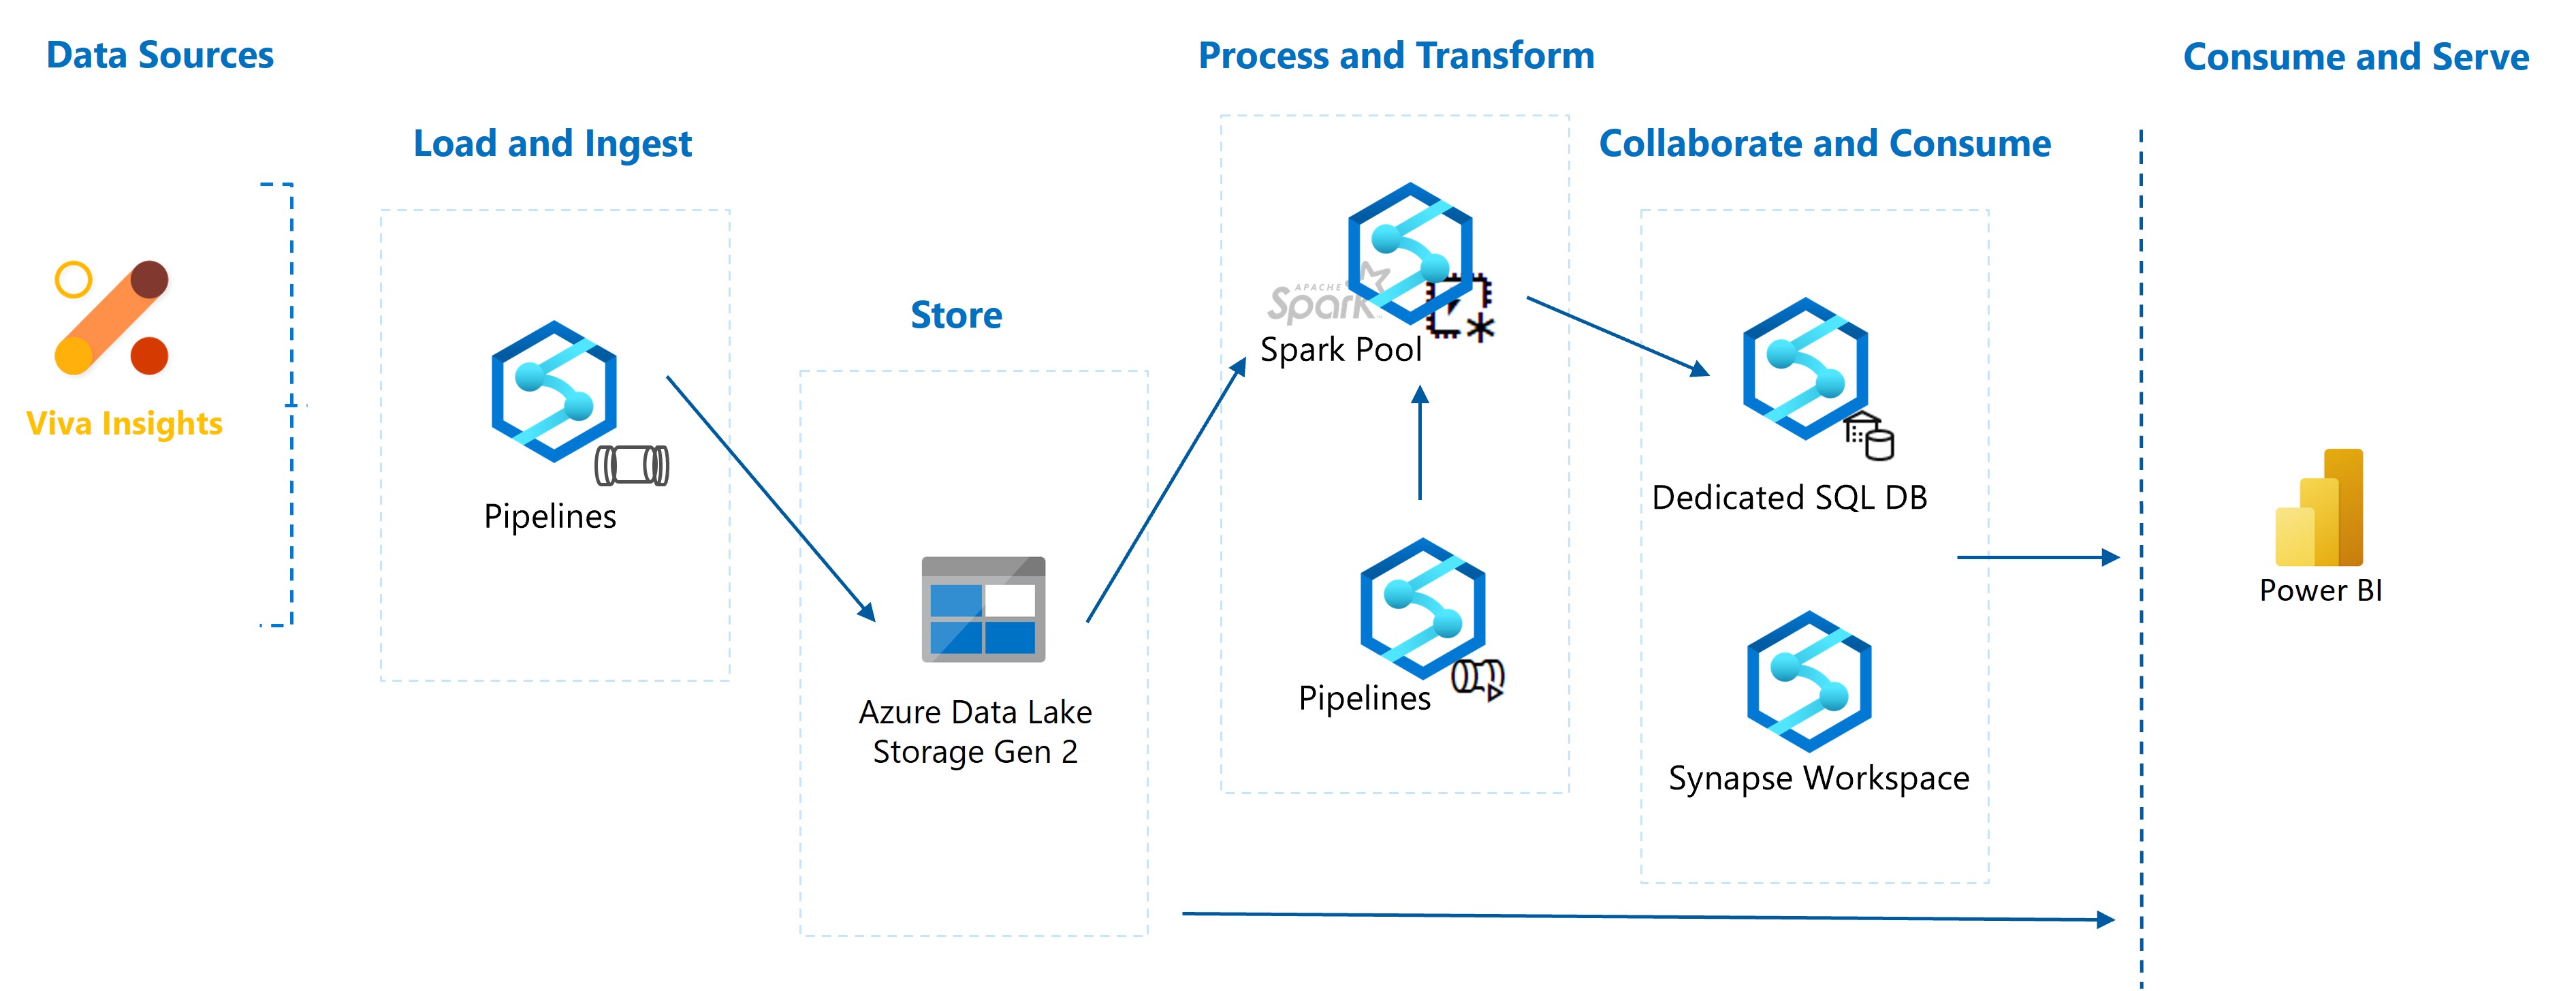 Data Sources
Process and Transform
Consume and Serve
Load and Ingest
Collaborate and Consume
Store
APACHE
Spark
Spark Pool
Viva Insights
Pipelines
Dedicated SQL DB
Power BI
Pipelines
Azure Data Lake
Storage Gen 2
Synapse Workspace